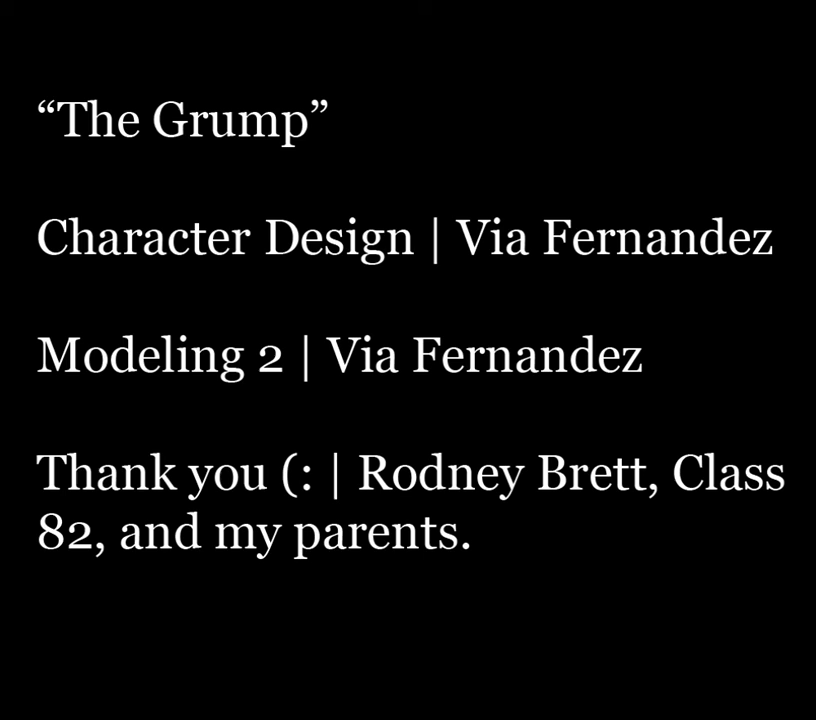 “The Grump”
Character Design | Via Fernandez
Modeling 2 | Via Fernandez
Thank you (: | Rodney Brett, Class
82, and my parents.